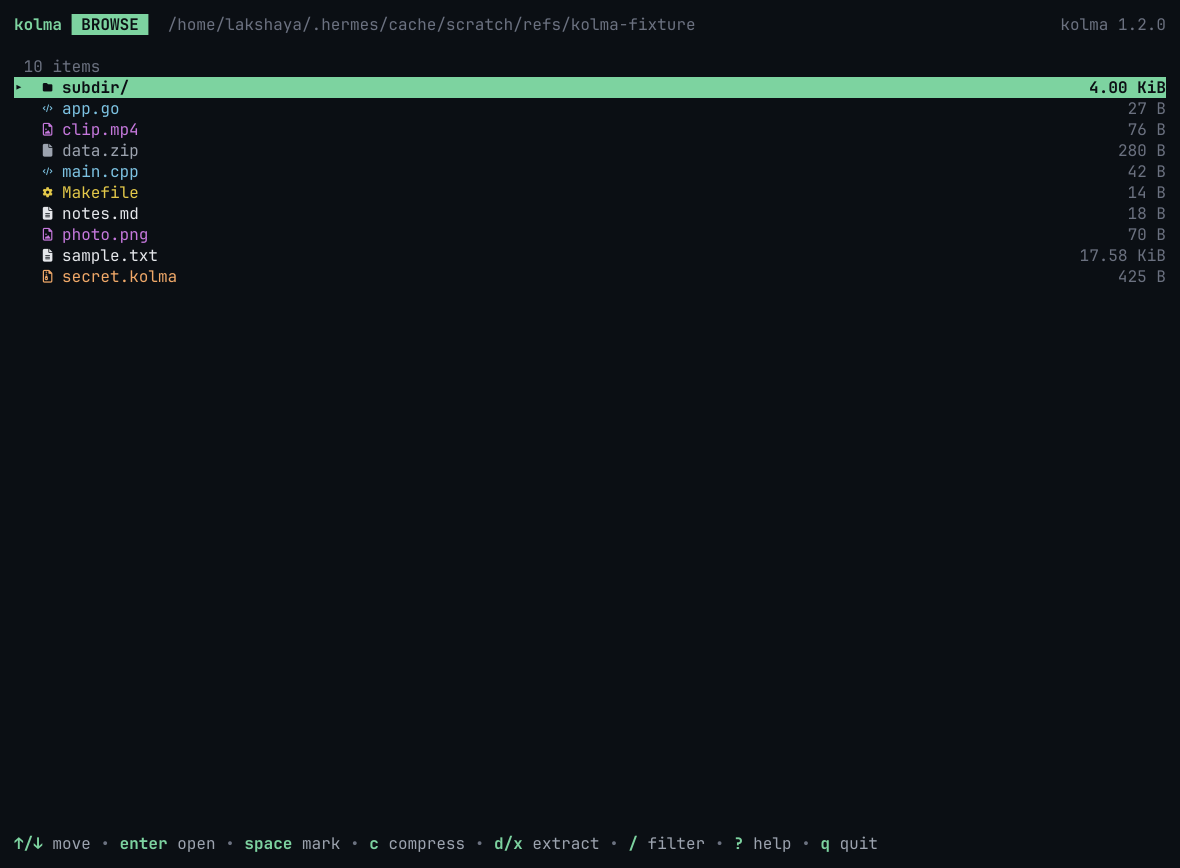 kolma BROWSE /home/lakshaya/.hermes/cache/scratch/refs/kolma-fixture kolma 1.2.0
10 items
▸ subdir/ 4.00 KiB
app.go 27 B
clip.mp4 76 B
data.zip 280 B
main.cpp 42 B
Makefile 14 B
notes.md 18 B
photo.png 70 B
sample.txt 17.58 KiB
secret.kolma 425 B
↑/↓ move • enter open • space mark • c compress • d/x extract • / filter • ? help • q quit